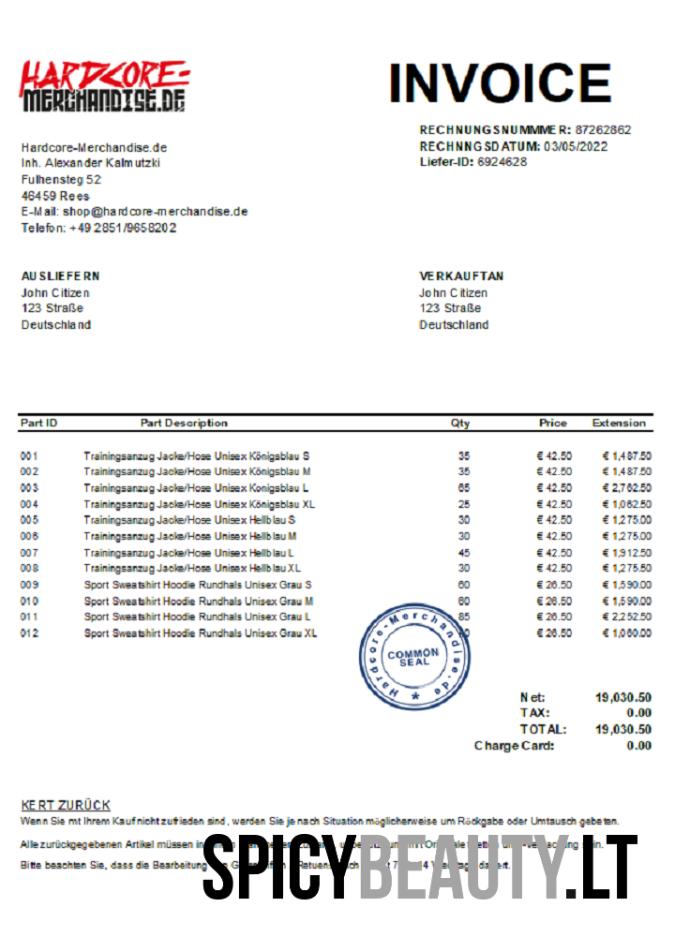 HARDCORE-
MERCHANDISE.DE
INVOICE
RECHNUNGSNUMMMER: 87262862
RECHNNGSDATUM: 03/05/2022
Liefer-ID: 6924628
Hardcore-Merchandise.de
Inh. Alexander Kalmutzki
Fulhensteg 52
46459 Rees
E-Mail: shop@hardcore-merchandise.de
Telefon: +49 2851/9658202
AUSLIEFERN
John Citizen
123 Straße
Deutschland
VERKAUFTAN
John Citizen
123 Straße
Deutschland
Part ID Part Description Qty Price Extension
001 Trainingsanzug Jacke/Hose Unisex Königsblau S 35 € 42.50 € 1,487.50
002 Trainingsanzug Jacke/Hose Unisex Konigsblau M 35 € 42.50 € 1,487.50
003 Trainingsanzug Jacke/Hose Unisex Konigsblau L 65 € 42.50 € 2,762.50
004 Trainingsanzug Jacke/Hose Unisex Konigsblau XL 25 € 42.50 € 1,062.50
005 Trainingsanzug Jacke/Hose Unisex Hellblau S 30 € 42.50 € 1,275.00
006 Trainingsanzug Jacke/Hose Unisex Hellblau M 30 € 42.50 € 1,275.00
007 Trainingsanzug Jacke/Hose Unisex Hellblau L 45 € 42.50 € 1,912.50
008 Trainingsanzug Jacke/Hose Unisex Hellblau XL 30 € 42.50 € 1,275.50
009 Sport Sweatshirt Hoodie Rundhals Unisex Grau S 60 € 26.50 € 1,590.00
010 Sport Sweatshirt Hoodie Rundhals Unisex Grau M 60 € 26.50 € 1,590.00
011 Sport Sweatshirt Hoodie Rundhals Unisex Grau L 85 € 26.50 € 2,252.50
012 Sport Sweatshirt Hoodie Rundhals Unisex Grau XL € 26.50 € 1,060.00
Hardcore-Merchandise.de
COMMON
SEAL
Net: 19,030.50
TAX: 0.00
TOTAL: 19,030.50
Charge Card: 0.00
KERT ZURÜCK
Wenn Sie mt Ihrem Kauf nicht zufrieden sind, werden Sie je nach Situation möglicherweise um Rückgabe oder Umtausch gebeten.
Alle zurückgegebenen Artikel müssen in
Bitte beachten Sie, dass die Bearbeitung
SPICYBEAUTY.LT